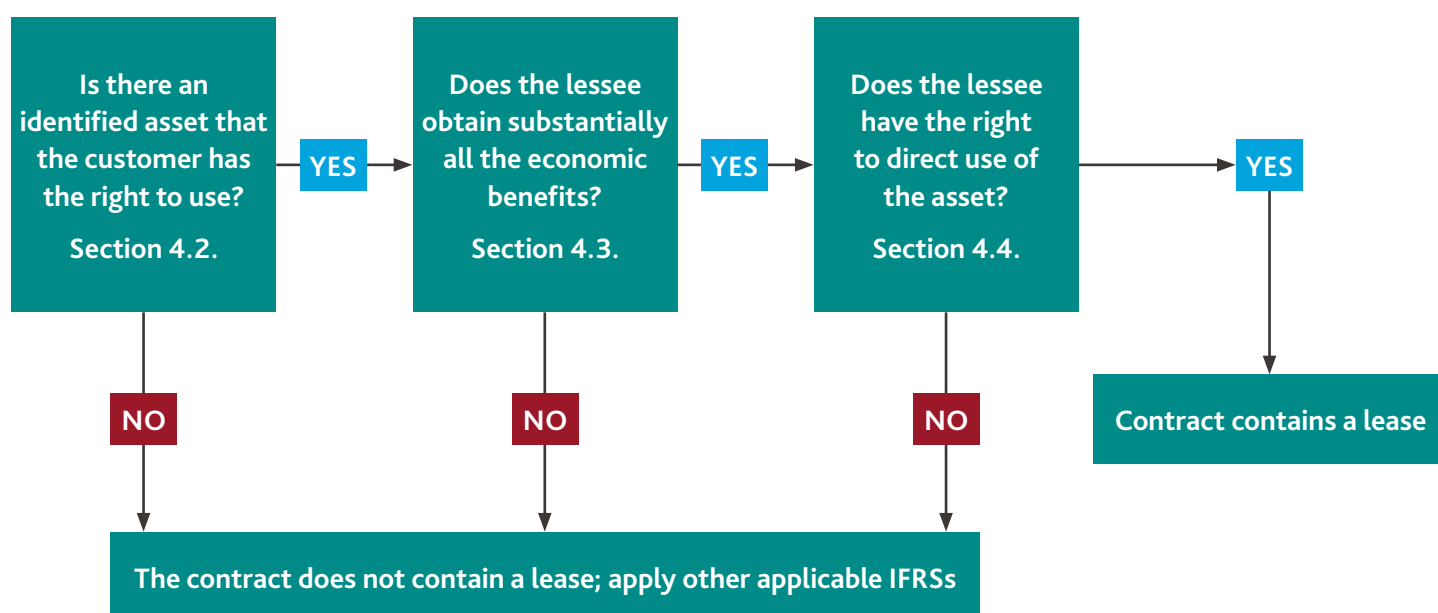 Is there an
identified asset that
the customer has
the right to use?
Section 4.2.
YES
Does the lessee
obtain substantially
all the economic
benefits?
Section 4.3.
YES
Does the lessee
have the right
to direct use of
the asset?
Section 4.4.
YES
NO
NO
NO
Contract contains a lease
The contract does not contain a lease; apply other applicable IFRSs